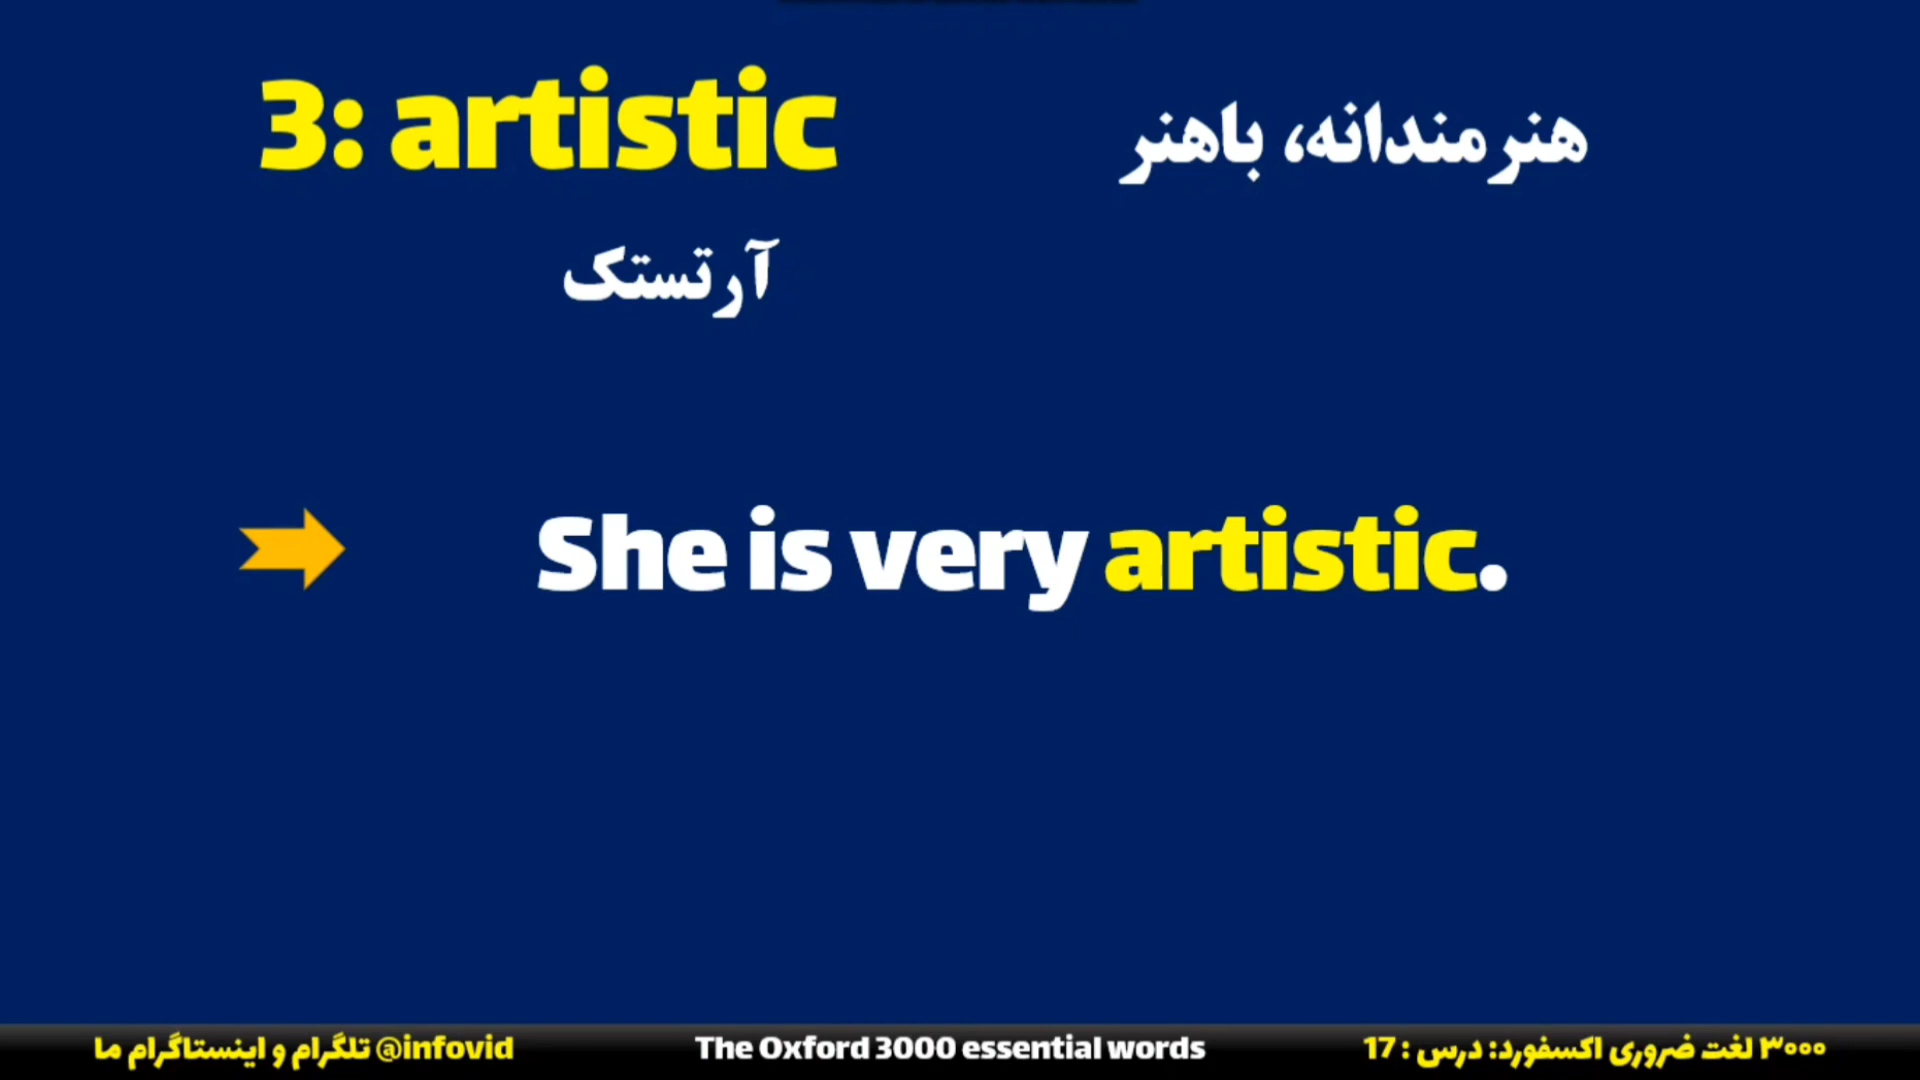 3: artistic
هنرمندانه، باهنر
آرتستک
She is very artistic.
تلگرام و اینستاگرام ما @infovid
The Oxford 3000 essential words
۳۰۰۰ لغت ضروری اکسفورد: درس : 17